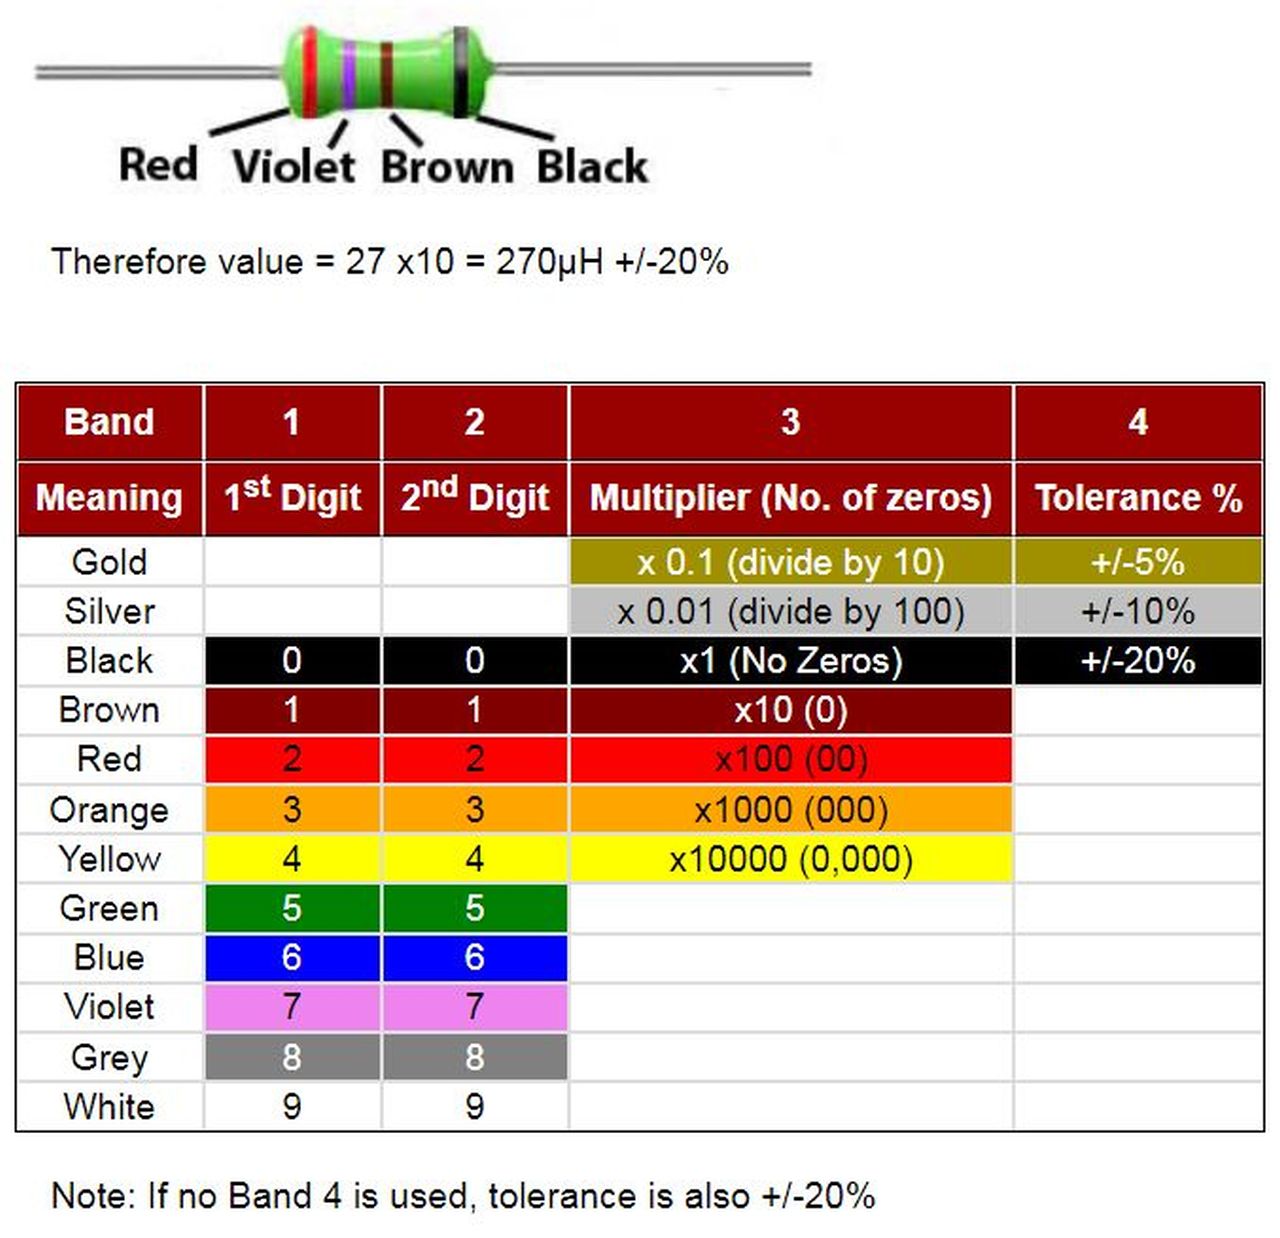 Red Violet Brown Black
Therefore value = 27 x10 = 270µH +/-20%
Band 1 2 3 4
Meaning 1st Digit 2nd Digit Multiplier (No. of zeros) Tolerance %
Gold x 0.1 (divide by 10) +/-5%
Silver x 0.01 (divide by 100) +/-10%
Black 0 0 x1 (No Zeros) +/-20%
Brown 1 1 x10 (0)
Red 2 2 x100 (00)
Orange 3 3 x1000 (000)
Yellow 4 4 x10000 (0,000)
Green 5 5
Blue 6 6
Violet 7 7
Grey 8 8
White 9 9
Note: If no Band 4 is used, tolerance is also +/-20%